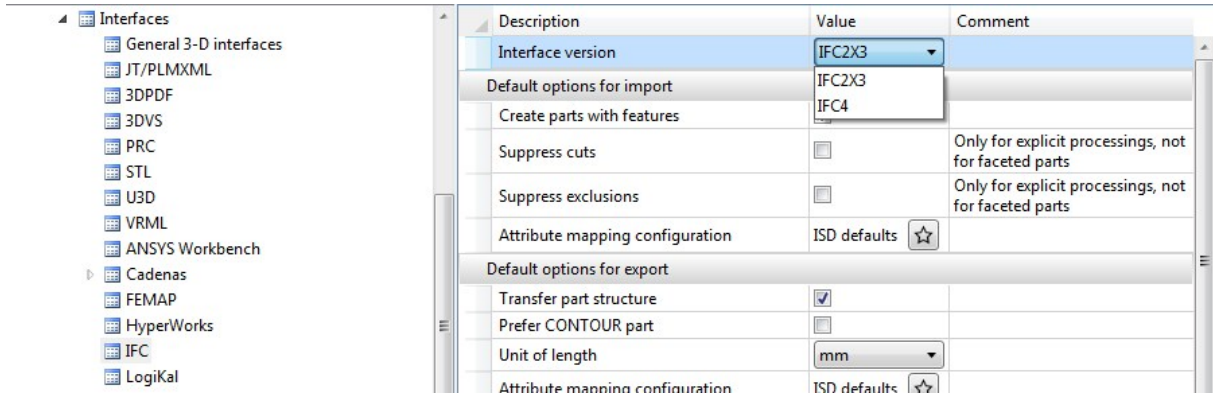 Interfaces
General 3-D interfaces
JT/PLMXML
3DPDF
3DVS
PRC
STL
U3D
VRML
ANSYS Workbench
Cadenas
FEMAP
HyperWorks
IFC
LogiKal
Description Value Comment
Interface version IFC2X3
IFC2X3
IFC4
Default options for import
Create parts with features
Suppress cuts Only for explicit processings, not
for faceted parts
Suppress exclusions Only for explicit processings, not
for faceted parts
Attribute mapping configuration ISD defaults
Default options for export
Transfer part structure
Prefer CONTOUR part
Unit of length mm
Attribute mapping configuration ISD defaults